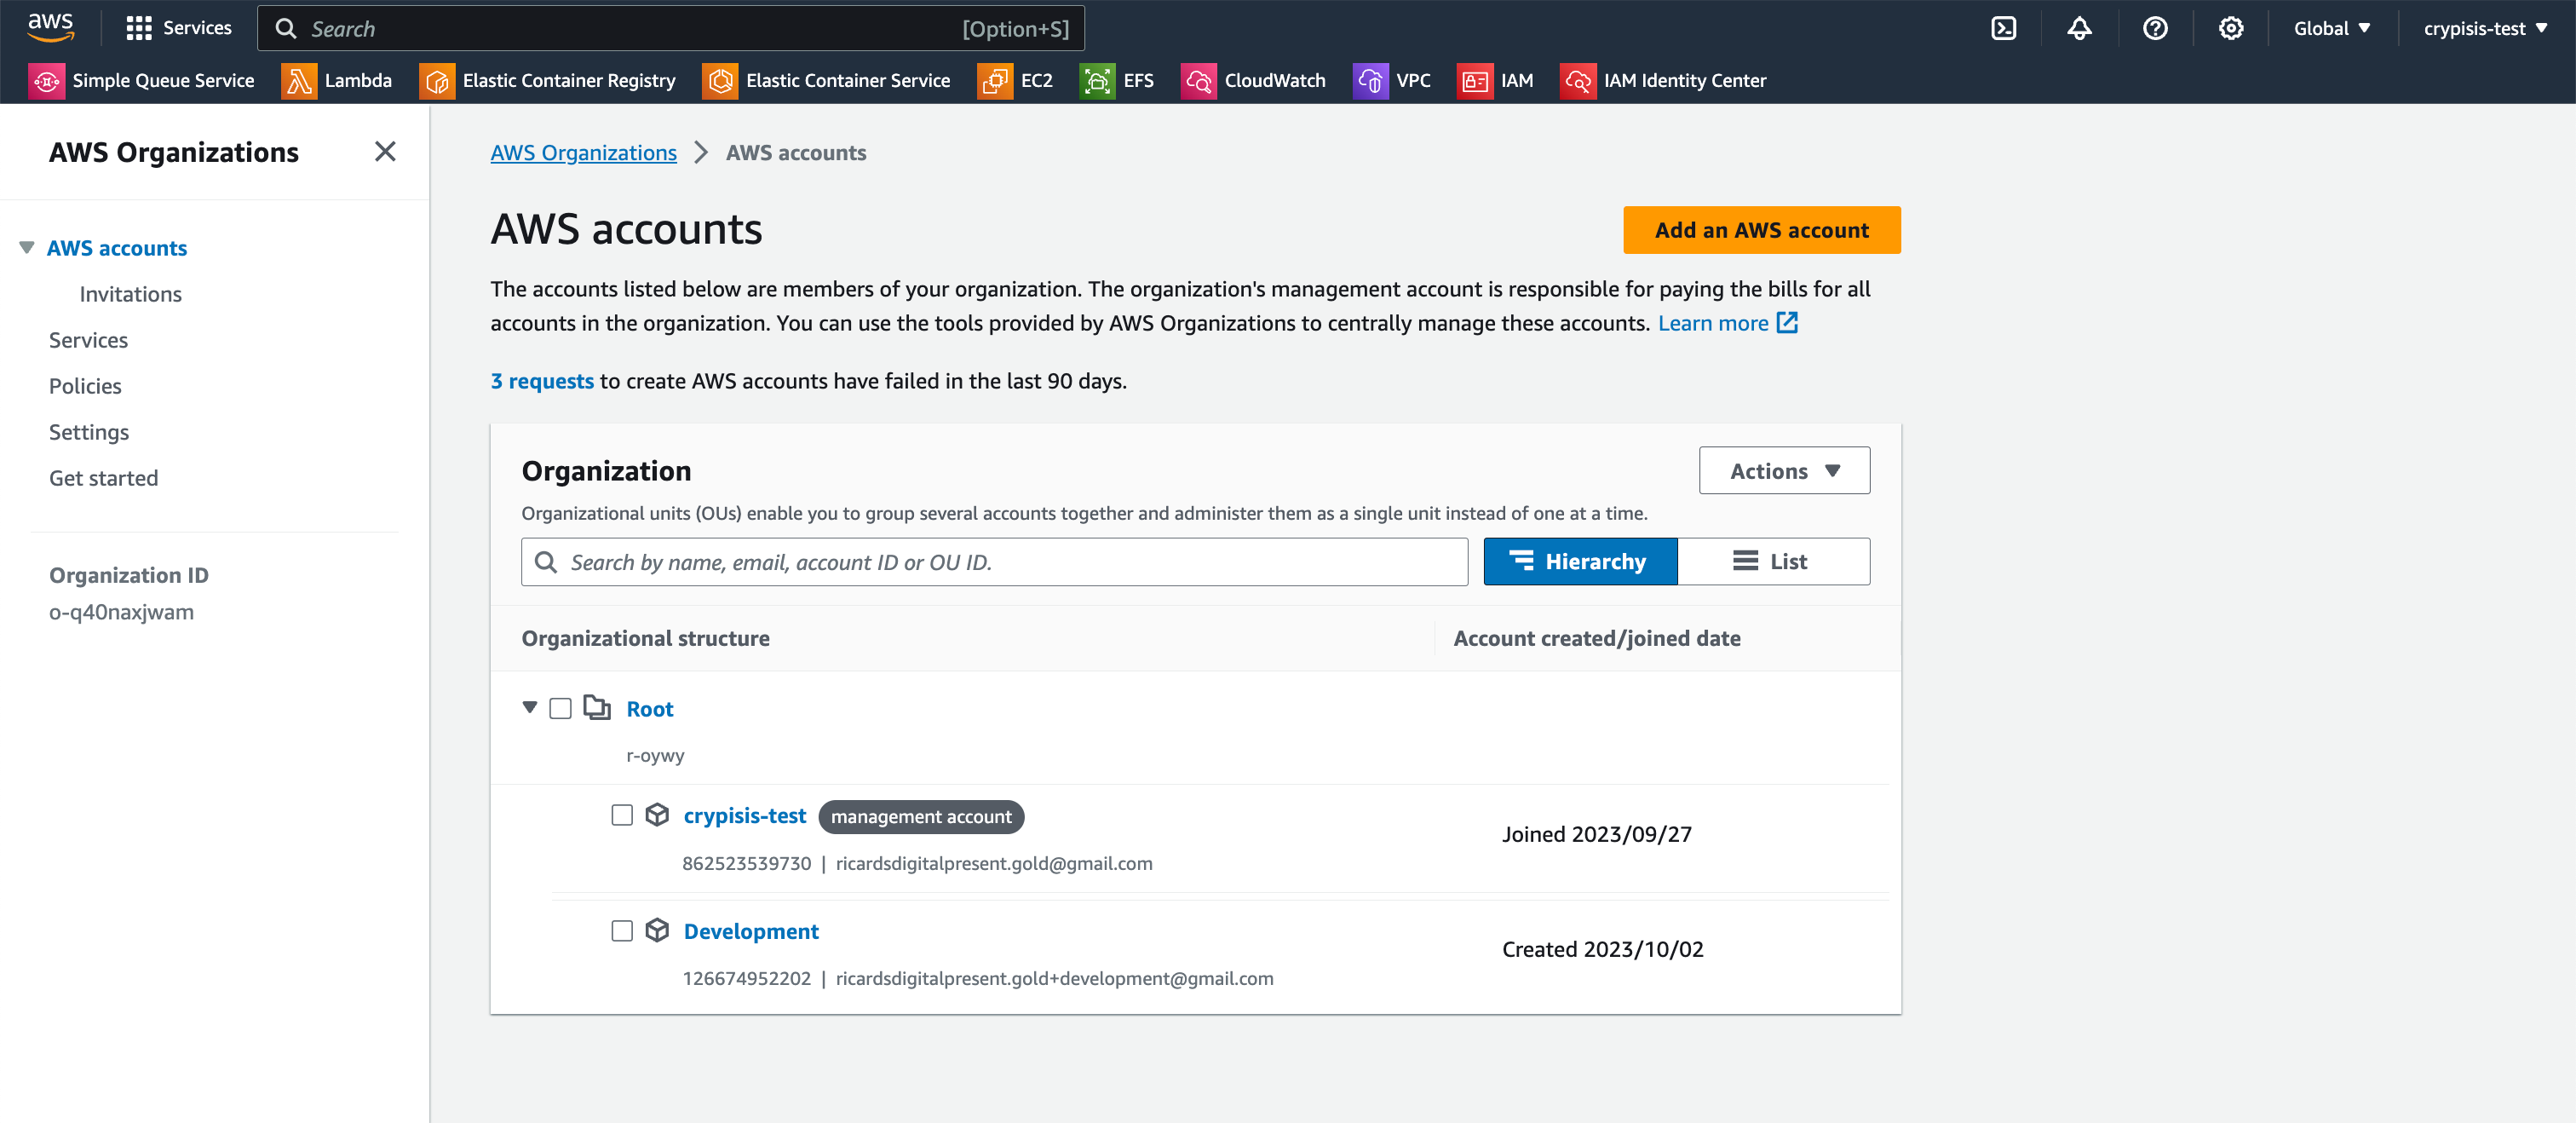 aws
Services
Search
[Option+S]
Global
crypisis-test
Simple Queue Service
Lambda
Elastic Container Registry
Elastic Container Service
EC2
EFS
CloudWatch
VPC
IAM
IAM Identity Center
AWS Organizations
AWS accounts
Invitations
Services
Policies
Settings
Get started
Organization ID
o-q40naxjwam
AWS Organizations > AWS accounts
AWS accounts
Add an AWS account
The accounts listed below are members of your organization. The organization's management account is responsible for paying the bills for all
accounts in the organization. You can use the tools provided by AWS Organizations to centrally manage these accounts. Learn more
3 requests to create AWS accounts have failed in the last 90 days.
Organization
Actions
Organizational units (OUs) enable you to group several accounts together and administer them as a single unit instead of one at a time.
Search by name, email, account ID or OU ID.
Hierarchy
List
Organizational structure
Account created/joined date
Root
r-oywy
crypisis-test
management account
862523539730 | ricardsdigitalpresent.gold@gmail.com
Joined 2023/09/27
Development
126674952202 | ricardsdigitalpresent.gold+development@gmail.com
Created 2023/10/02